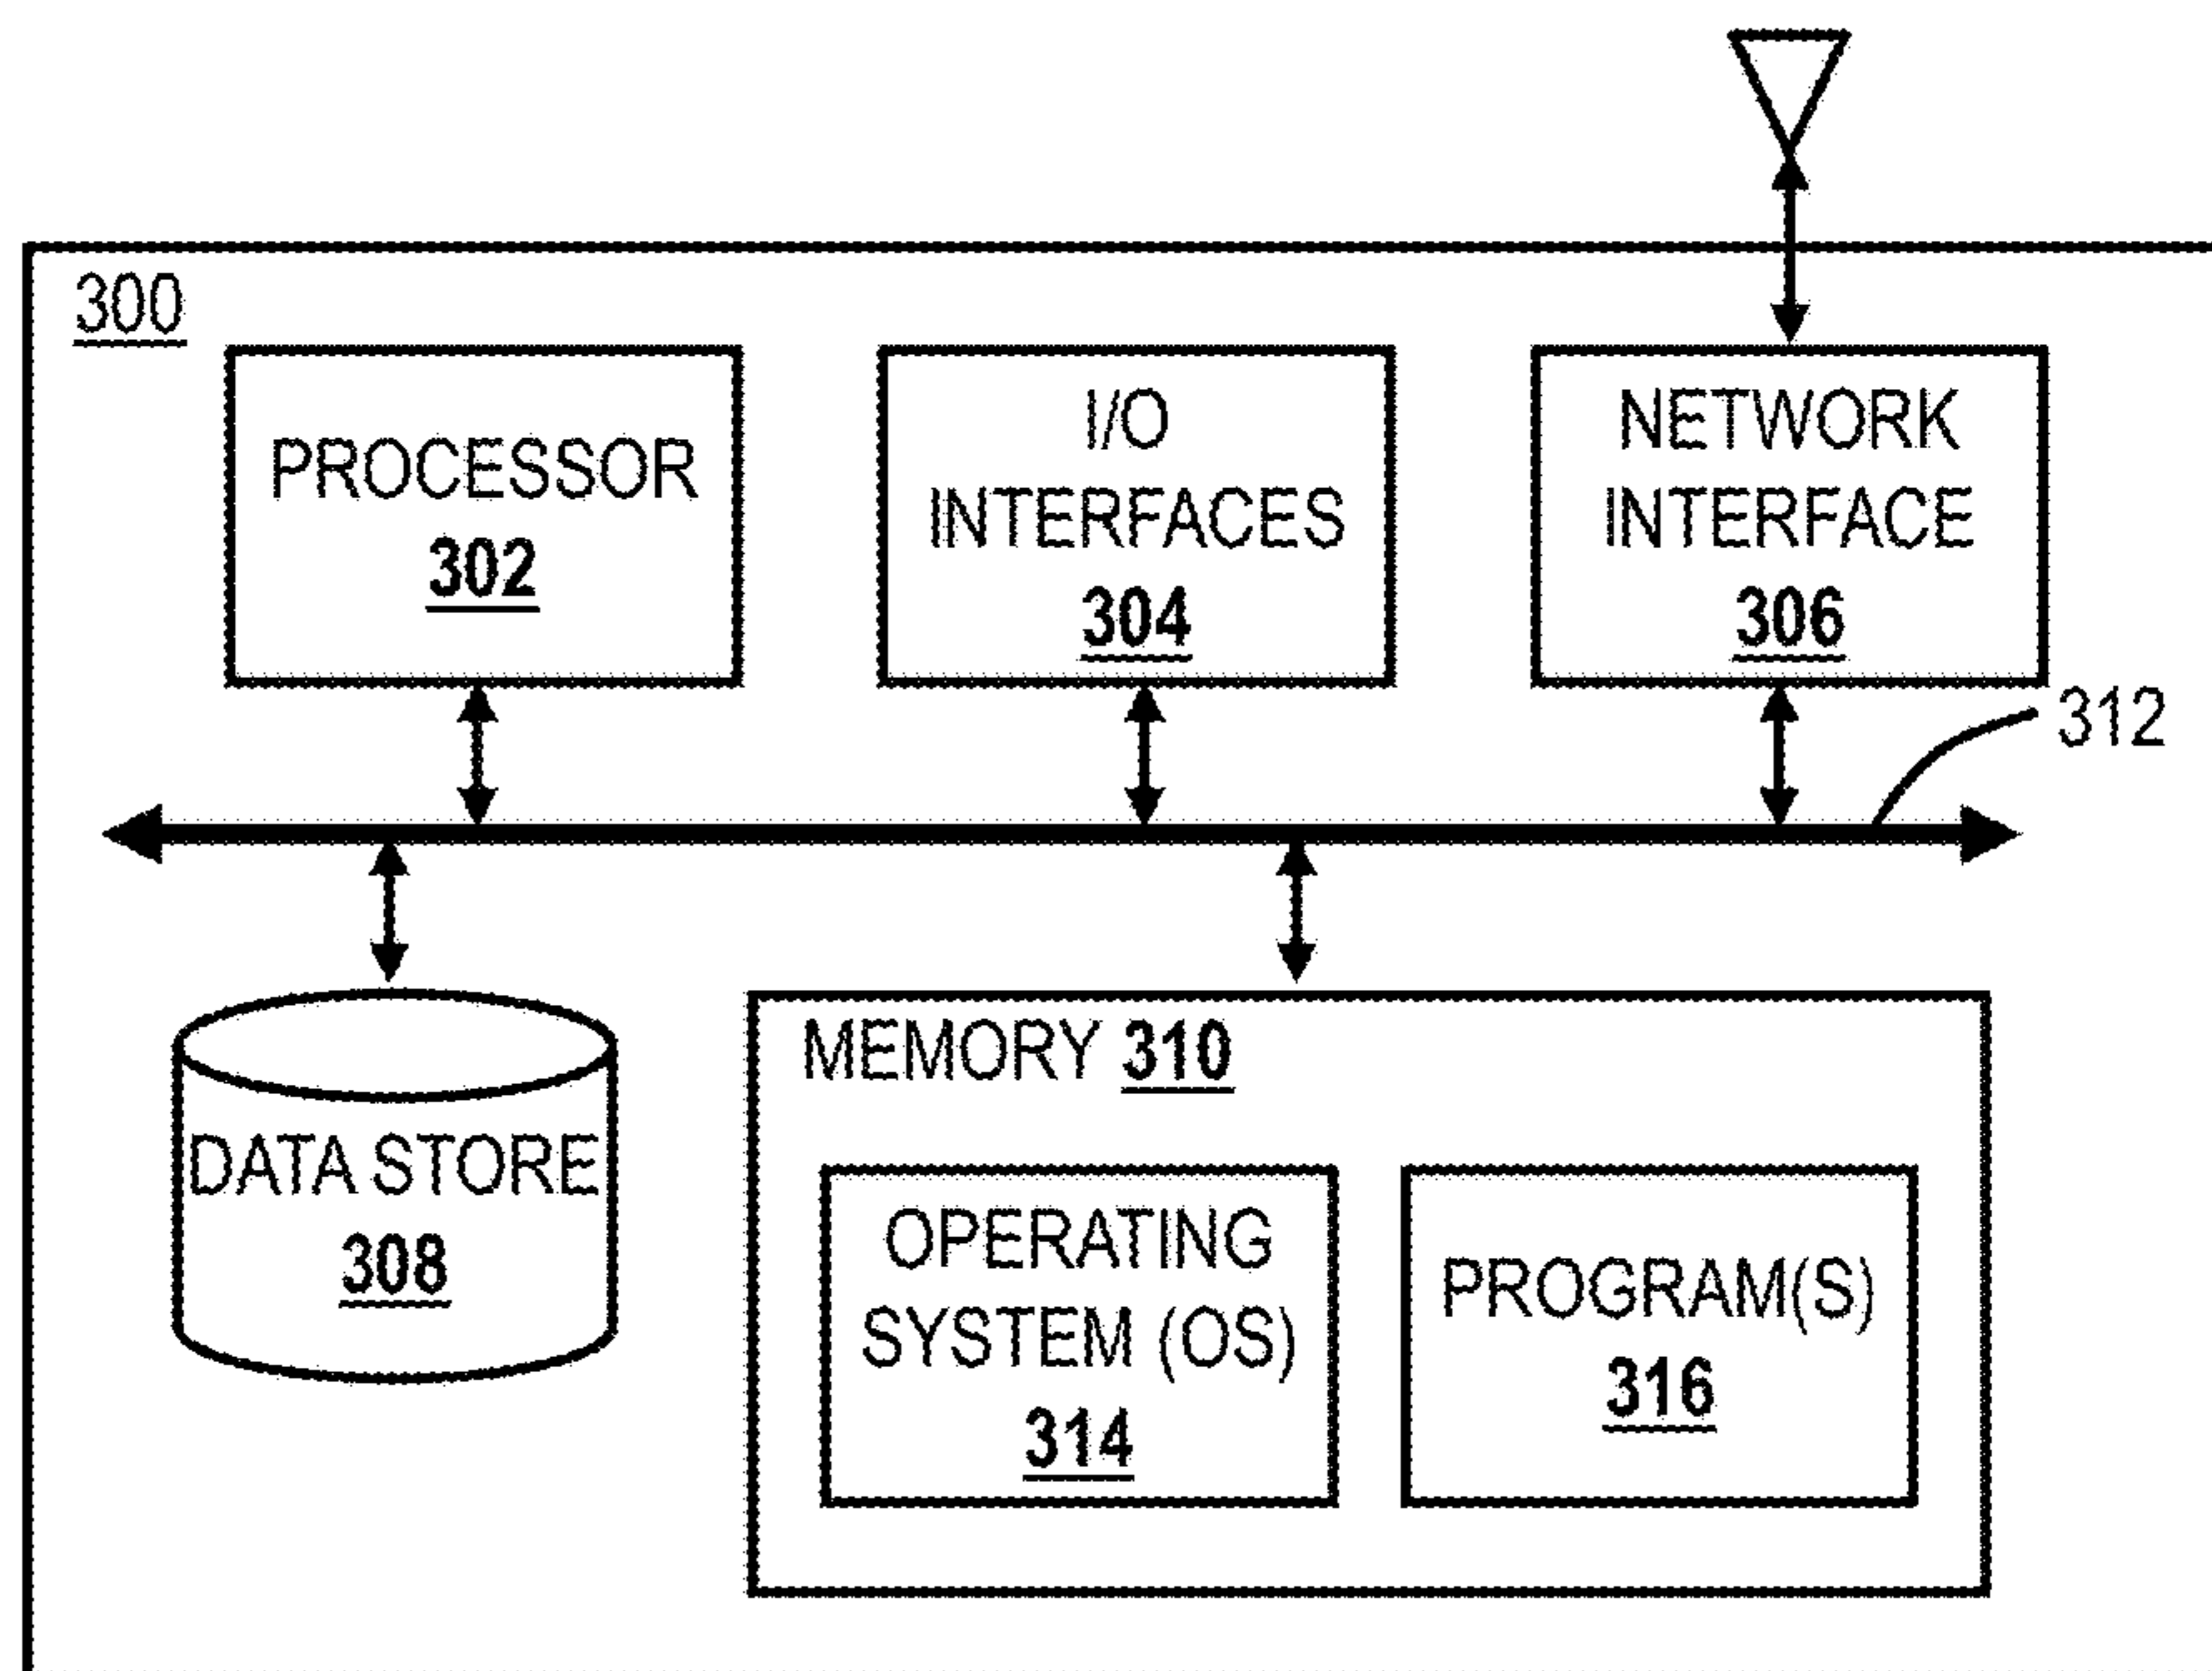 300
PROCESSOR
302
I/O
INTERFACES
304
NETWORK
INTERFACE
306
312
DATA STORE
308
MEMORY 310
OPERATING
SYSTEM (OS)
314
PROGRAM(S)
316